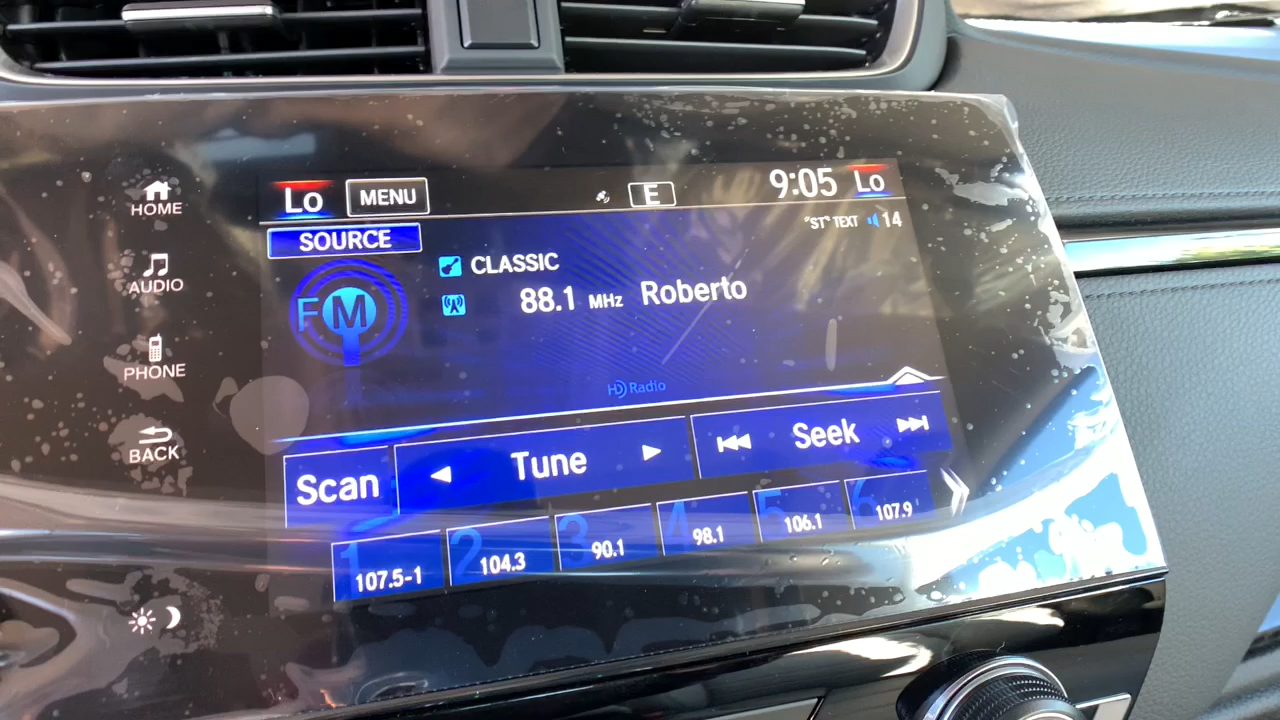 Lo MENU E 9:05 Lo
HOME
SOURCE "ST" TEXT 14
CLASSIC
AUDIO
FM 88.1 MHz Roberto
PHONE
HD Radio
BACK
Scan Tune Seek
1 107.5-1 2 104.3 3 90.1 4 98.1 5 106.1 6 107.9